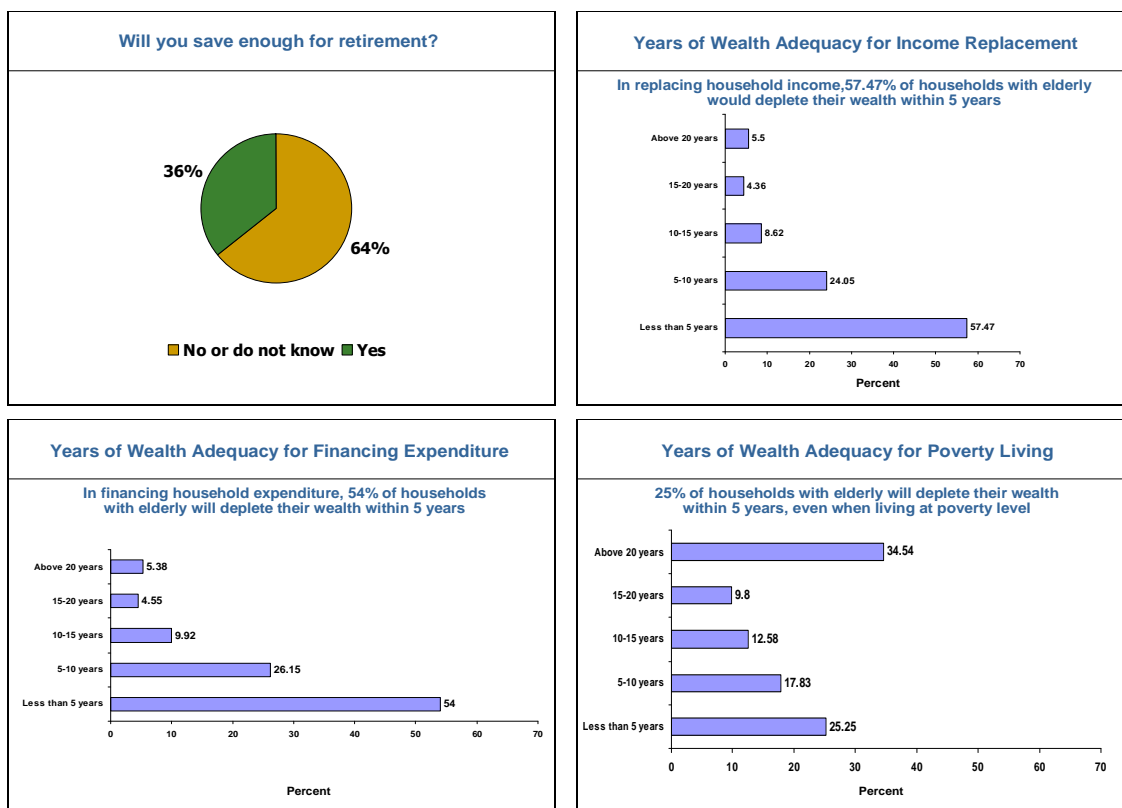 Will you save enough for retirement?
36%
64%
No or do not know
Yes
Years of Wealth Adequacy for Income Replacement
In replacing household income,57.47% of households with elderly
would deplete their wealth within 5 years
Above 20 years
5.5
15-20 years
4.36
10-15 years
8.62
5-10 years
24.05
Less than 5 years
57.47
0 10 20 30 40 50 60 70
Percent
Years of Wealth Adequacy for Financing Expenditure
In financing household expenditure, 54% of households
with elderly will deplete their wealth within 5 years
Above 20 years
5.38
15-20 years
4.55
10-15 years
9.92
5-10 years
26.15
Less than 5 years
54
0 10 20 30 40 50 60 70
Percent
Years of Wealth Adequacy for Poverty Living
25% of households with elderly will deplete their wealth
within 5 years, even when living at poverty level
Above 20 years
34.54
15-20 years
9.8
10-15 years
12.58
5-10 years
17.83
Less than 5 years
25.25
0 10 20 30 40 50 60 70
Percent